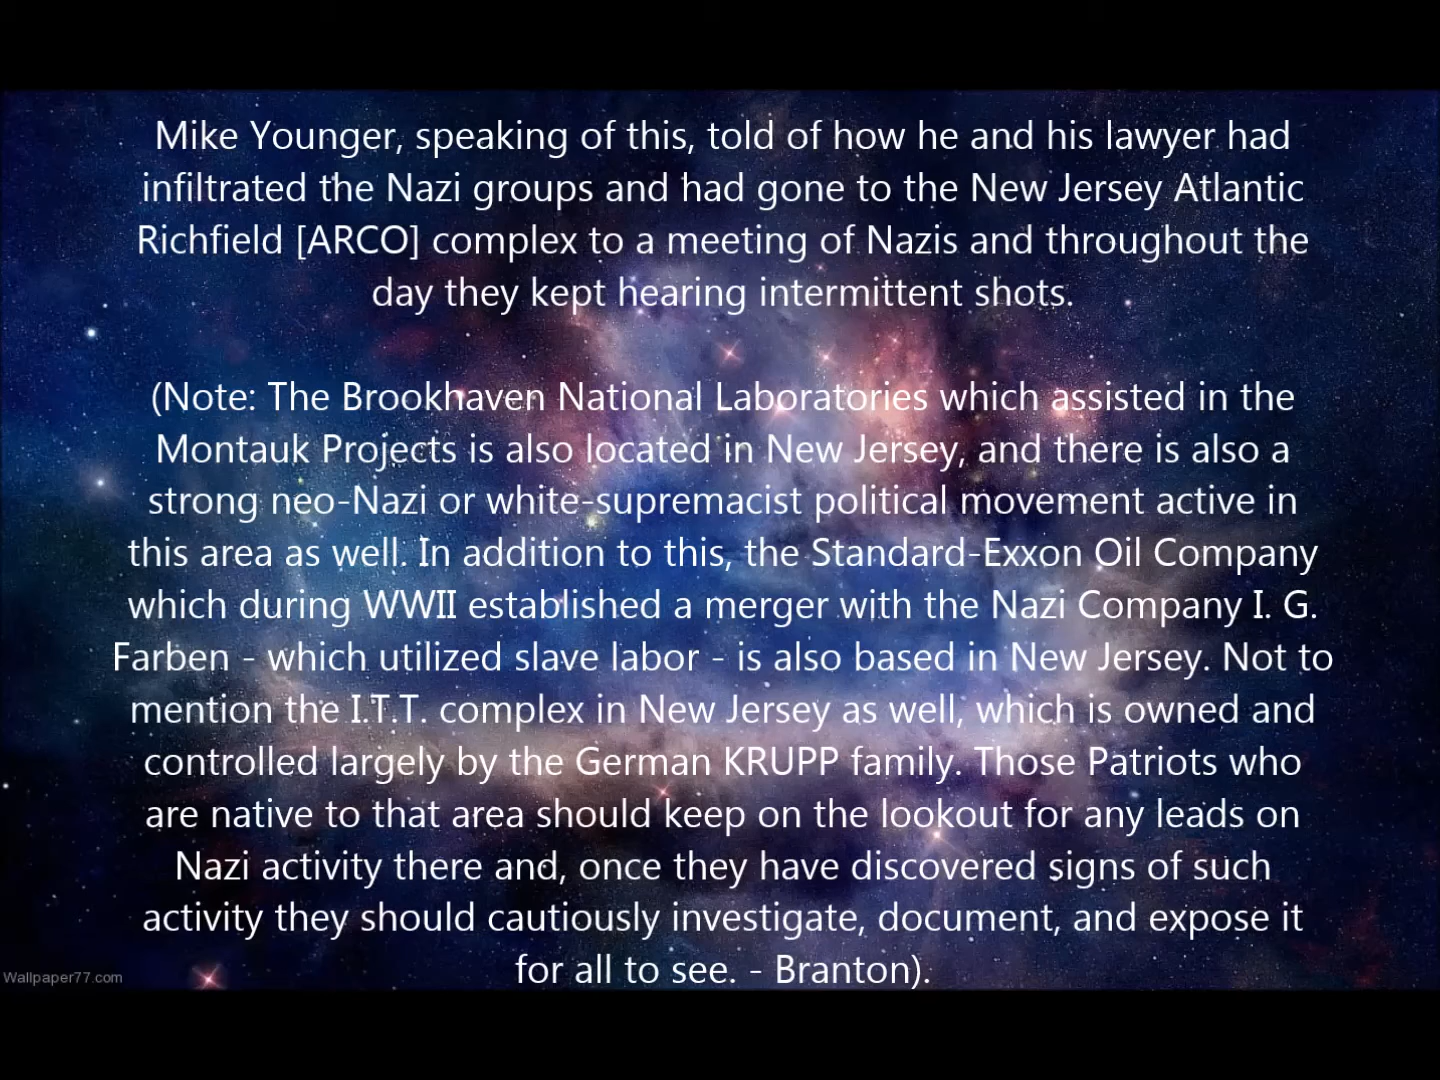 Mike Younger, speaking of this, told of how he and his lawyer had
infiltrated the Nazi groups and had gone to the New Jersey Atlantic
Richfield [ARCO] complex to a meeting of Nazis and throughout the
day they kept hearing intermittent shots.
(Note: The Brookhaven National Laboratories which assisted in the
Montauk Projects is also located in New Jersey, and there is also a
strong neo-Nazi or white-supremacist political movement active in
this area as well. In addition to this, the Standard-Exxon Oil Company
which during WWII established a merger with the Nazi Company I. G.
Farben - which utilized slave labor - is also based in New Jersey. Not to
mention the I.T.T. complex in New Jersey as well, which is owned and
controlled largely by the German KRUPP family. Those Patriots who
are native to that area should keep on the lookout for any leads on
Nazi activity there and, once they have discovered signs of such
activity they should cautiously investigate, document, and expose it
for all to see. - Branton).
Wallpaper77.com